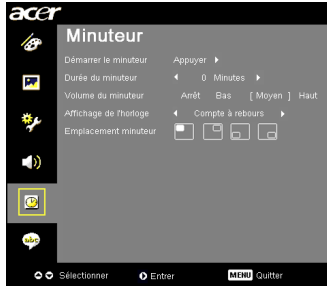 acer
Minuteur
Démarrer le minuteur Appuyer
Durée du minuteur 0 Minutes
Volume du minuteur Arrêt Bas [ Moyen ] Haut
Affichage de l'horloge Compte à rebours
Emplacement minuteur
abc
Sélectionner Entrer MENU Quitter